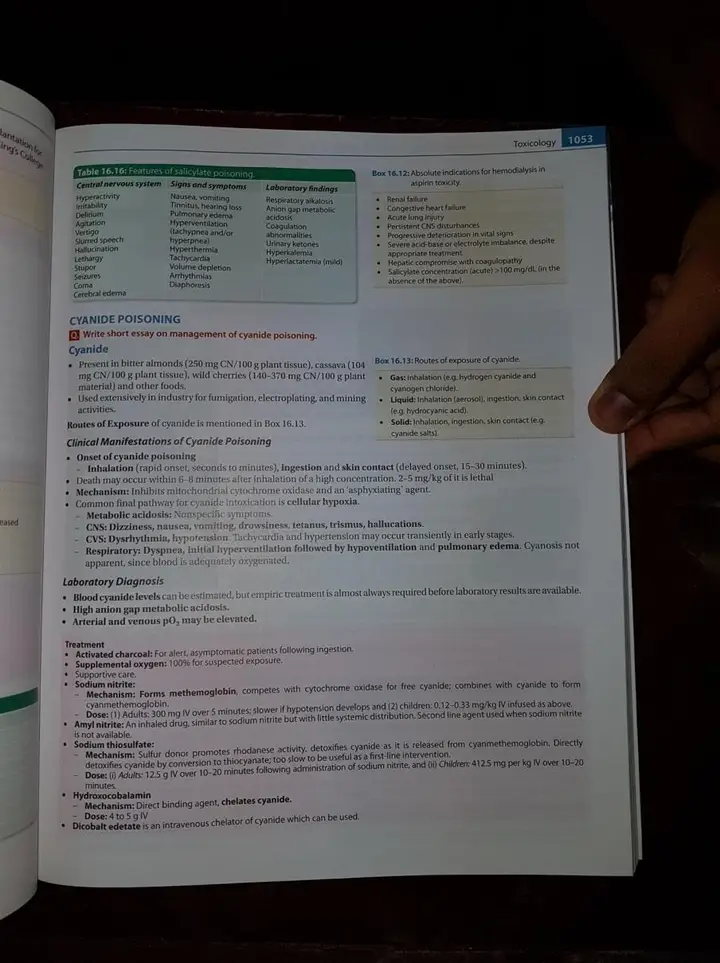 lantation for
ing's College
eased
Toxicology 1053
Table 16.16: Features of salicylate poisoning.
Central nervous system
Hyperactivity
Irritability
Delirium
Agitation
Vertigo
Slurred speech
Hallucination
Lethargy
Stupor
Seizures
Coma
Cerebral edema
Signs and symptoms
Nausea, vomiting
Tinnitus, hearing loss
Pulmonary edema
Hyperventilation
(tachypnea and/or
hyperpnea)
Hyperthermia
Tachycardia
Volume depletion
Arrhythmias
Diaphoresis
Laboratory findings
Respiratory alkalosis
Anion gap metabolic
acidosis
Coagulation
abnormalities
Urinary ketones
Hyperkalemia
Hyperlactatemia (mild)
Box 16.12: Absolute indications for hemodialysis in
aspirin toxicity.
• Renal failure
• Congestive heart failure
• Acute lung injury
• Persistent CNS disturbances
• Progressive deterioration in vital signs
• Severe acid-base or electrolyte imbalance, despite
appropriate treatment
• Hepatic compromise with coagulopathy
• Salicylate concentration (acute) >100 mg/dL (in the
absence of the above).
CYANIDE POISONING
Q. Write short essay on management of cyanide poisoning.
Cyanide
• Present in bitter almonds (250 mg CN/100 g plant tissue), cassava (104
mg CN/100 g plant tissue), wild cherries (140–370 mg CN/100 g plant
material) and other foods.
• Used extensively in industry for fumigation, electroplating, and mining
activities.
Routes of Exposure of cyanide is mentioned in Box 16.13.
Box 16.13: Routes of exposure of cyanide.
• Gas: Inhalation (e.g. hydrogen cyanide and
cyanogen chloride).
• Liquid: Inhalation (aerosol), ingestion, skin contact
(e.g. hydrocyanic acid).
• Solid: Inhalation, ingestion, skin contact (e.g.
cyanide salts).
Clinical Manifestations of Cyanide Poisoning
• Onset of cyanide poisoning
– Inhalation (rapid onset, seconds to minutes), ingestion and skin contact (delayed onset, 15–30 minutes).
• Death may occur within 6–8 minutes after inhalation of a high concentration. 2–5 mg/kg of it is lethal
• Mechanism: Inhibits mitochondrial cytochrome oxidase and an 'asphyxiating' agent.
• Common final pathway for cyanide intoxication is cellular hypoxia.
– Metabolic acidosis: Nonspecific symptoms.
– CNS: Dizziness, nausea, vomiting, drowsiness, tetanus, trismus, hallucations.
– CVS: Dysrhythmia, hypotension. Tachycardia and hypertension may occur transiently in early stages.
– Respiratory: Dyspnea, initial hyperventilation followed by hypoventilation and pulmonary edema. Cyanosis not
apparent, since blood is adequately oxygenated.
Laboratory Diagnosis
• Blood cyanide levels can be estimated, but empiric treatment is almost always required before laboratory results are available.
• High anion gap metabolic acidosis.
• Arterial and venous pO2 may be elevated.
Treatment
• Activated charcoal: For alert, asymptomatic patients following ingestion.
• Supplemental oxygen: 100% for suspected exposure.
• Supportive care.
• Sodium nitrite:
– Mechanism: Forms methemoglobin, competes with cytochrome oxidase for free cyanide; combines with cyanide to form
cyanmethemoglobin.
– Dose: (1) Adults: 300 mg IV over 5 minutes; slower if hypotension develops and (2) children: 0.12–0.33 mg/kg IV infused as above.
• Amyl nitrite: An inhaled drug, similar to sodium nitrite but with little systemic distribution. Second line agent used when sodium nitrite
is not available.
• Sodium thiosulfate:
– Mechanism: Sulfur donor promotes rhodanese activity, detoxifies cyanide as it is released from cyanmethemoglobin. Directly
detoxifies cyanide by conversion to thiocyanate; too slow to be useful as a first-line intervention.
– Dose: (i) Adults: 12.5 g IV over 10–20 minutes following administration of sodium nitrite, and (ii) Children: 412.5 mg per kg IV over 10–20
minutes.
• Hydroxocobalamin
– Mechanism: Direct binding agent, chelates cyanide.
– Dose: 4 to 5 g IV
• Dicobalt edetate is an intravenous chelator of cyanide which can be used.